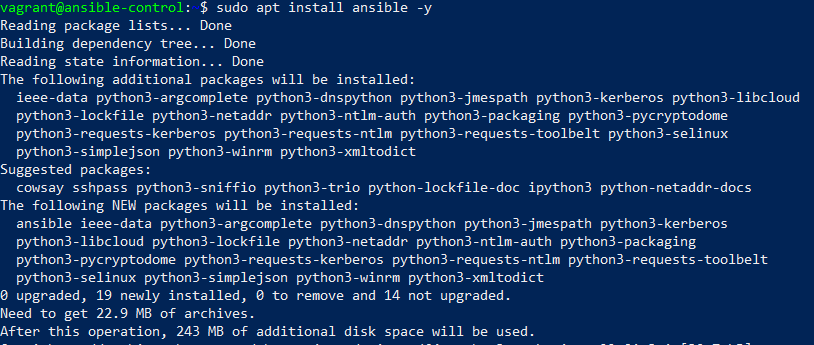 vagrant@ansible-control:~$ sudo apt install ansible -y
Reading package lists... Done
Building dependency tree... Done
Reading state information... Done
The following additional packages will be installed:
ieee-data python3-argcomplete python3-dnspython python3-jmespath python3-kerberos python3-libcloud
python3-lockfile python3-netaddr python3-ntlm-auth python3-packaging python3-pycryptodome
python3-requests-kerberos python3-requests-ntlm python3-requests-toolbelt python3-selinux
python3-simplejson python3-winrm python3-xmltodict
Suggested packages:
cowsay sshpass python3-sniffio python3-trio python-lockfile-doc ipython3 python-netaddr-docs
The following NEW packages will be installed:
ansible ieee-data python3-argcomplete python3-dnspython python3-jmespath python3-kerberos
python3-libcloud python3-lockfile python3-netaddr python3-ntlm-auth python3-packaging
python3-pycryptodome python3-requests-kerberos python3-requests-ntlm python3-requests-toolbelt
python3-selinux python3-simplejson python3-winrm python3-xmltodict
0 upgraded, 19 newly installed, 0 to remove and 14 not upgraded.
Need to get 22.9 MB of archives.
After this operation, 243 MB of additional disk space will be used.